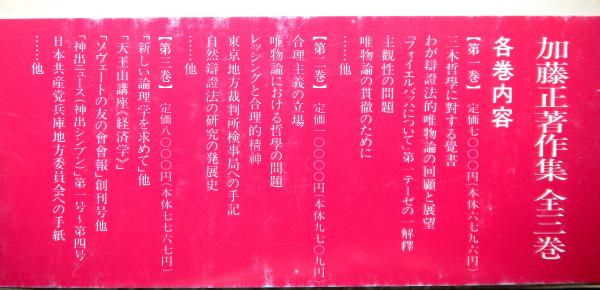 加藤正著作集 全三巻
各巻内容
【第一巻】 定価七〇〇〇円(本体六七九六円)
三木哲学に対する覺書
わが辯證法的唯物論の回顧と展望
『フォイエルバッハについて』第一テーゼの一解釋
主觀性の問題
唯物論の貫徹のために
……他
【第二巻】 定価一〇〇〇〇円(本体九七〇九円)
合理主義の立場
唯物論における哲学の問題
レッシングと合理的精神
東京地方裁判所検事局への手記
自然辯證法の研究の発展史
……他
【第三巻】 定価八〇〇〇円(本体七七六七円)
「新しい論理学を求めて」他
「天王山講座《経済学》」
「ソヴェートの友の會會報」創刊号他
「神出ニュース(神出シンブン)」第一号〜第四号
日本共産党兵庫地方委員会への手紙
……他